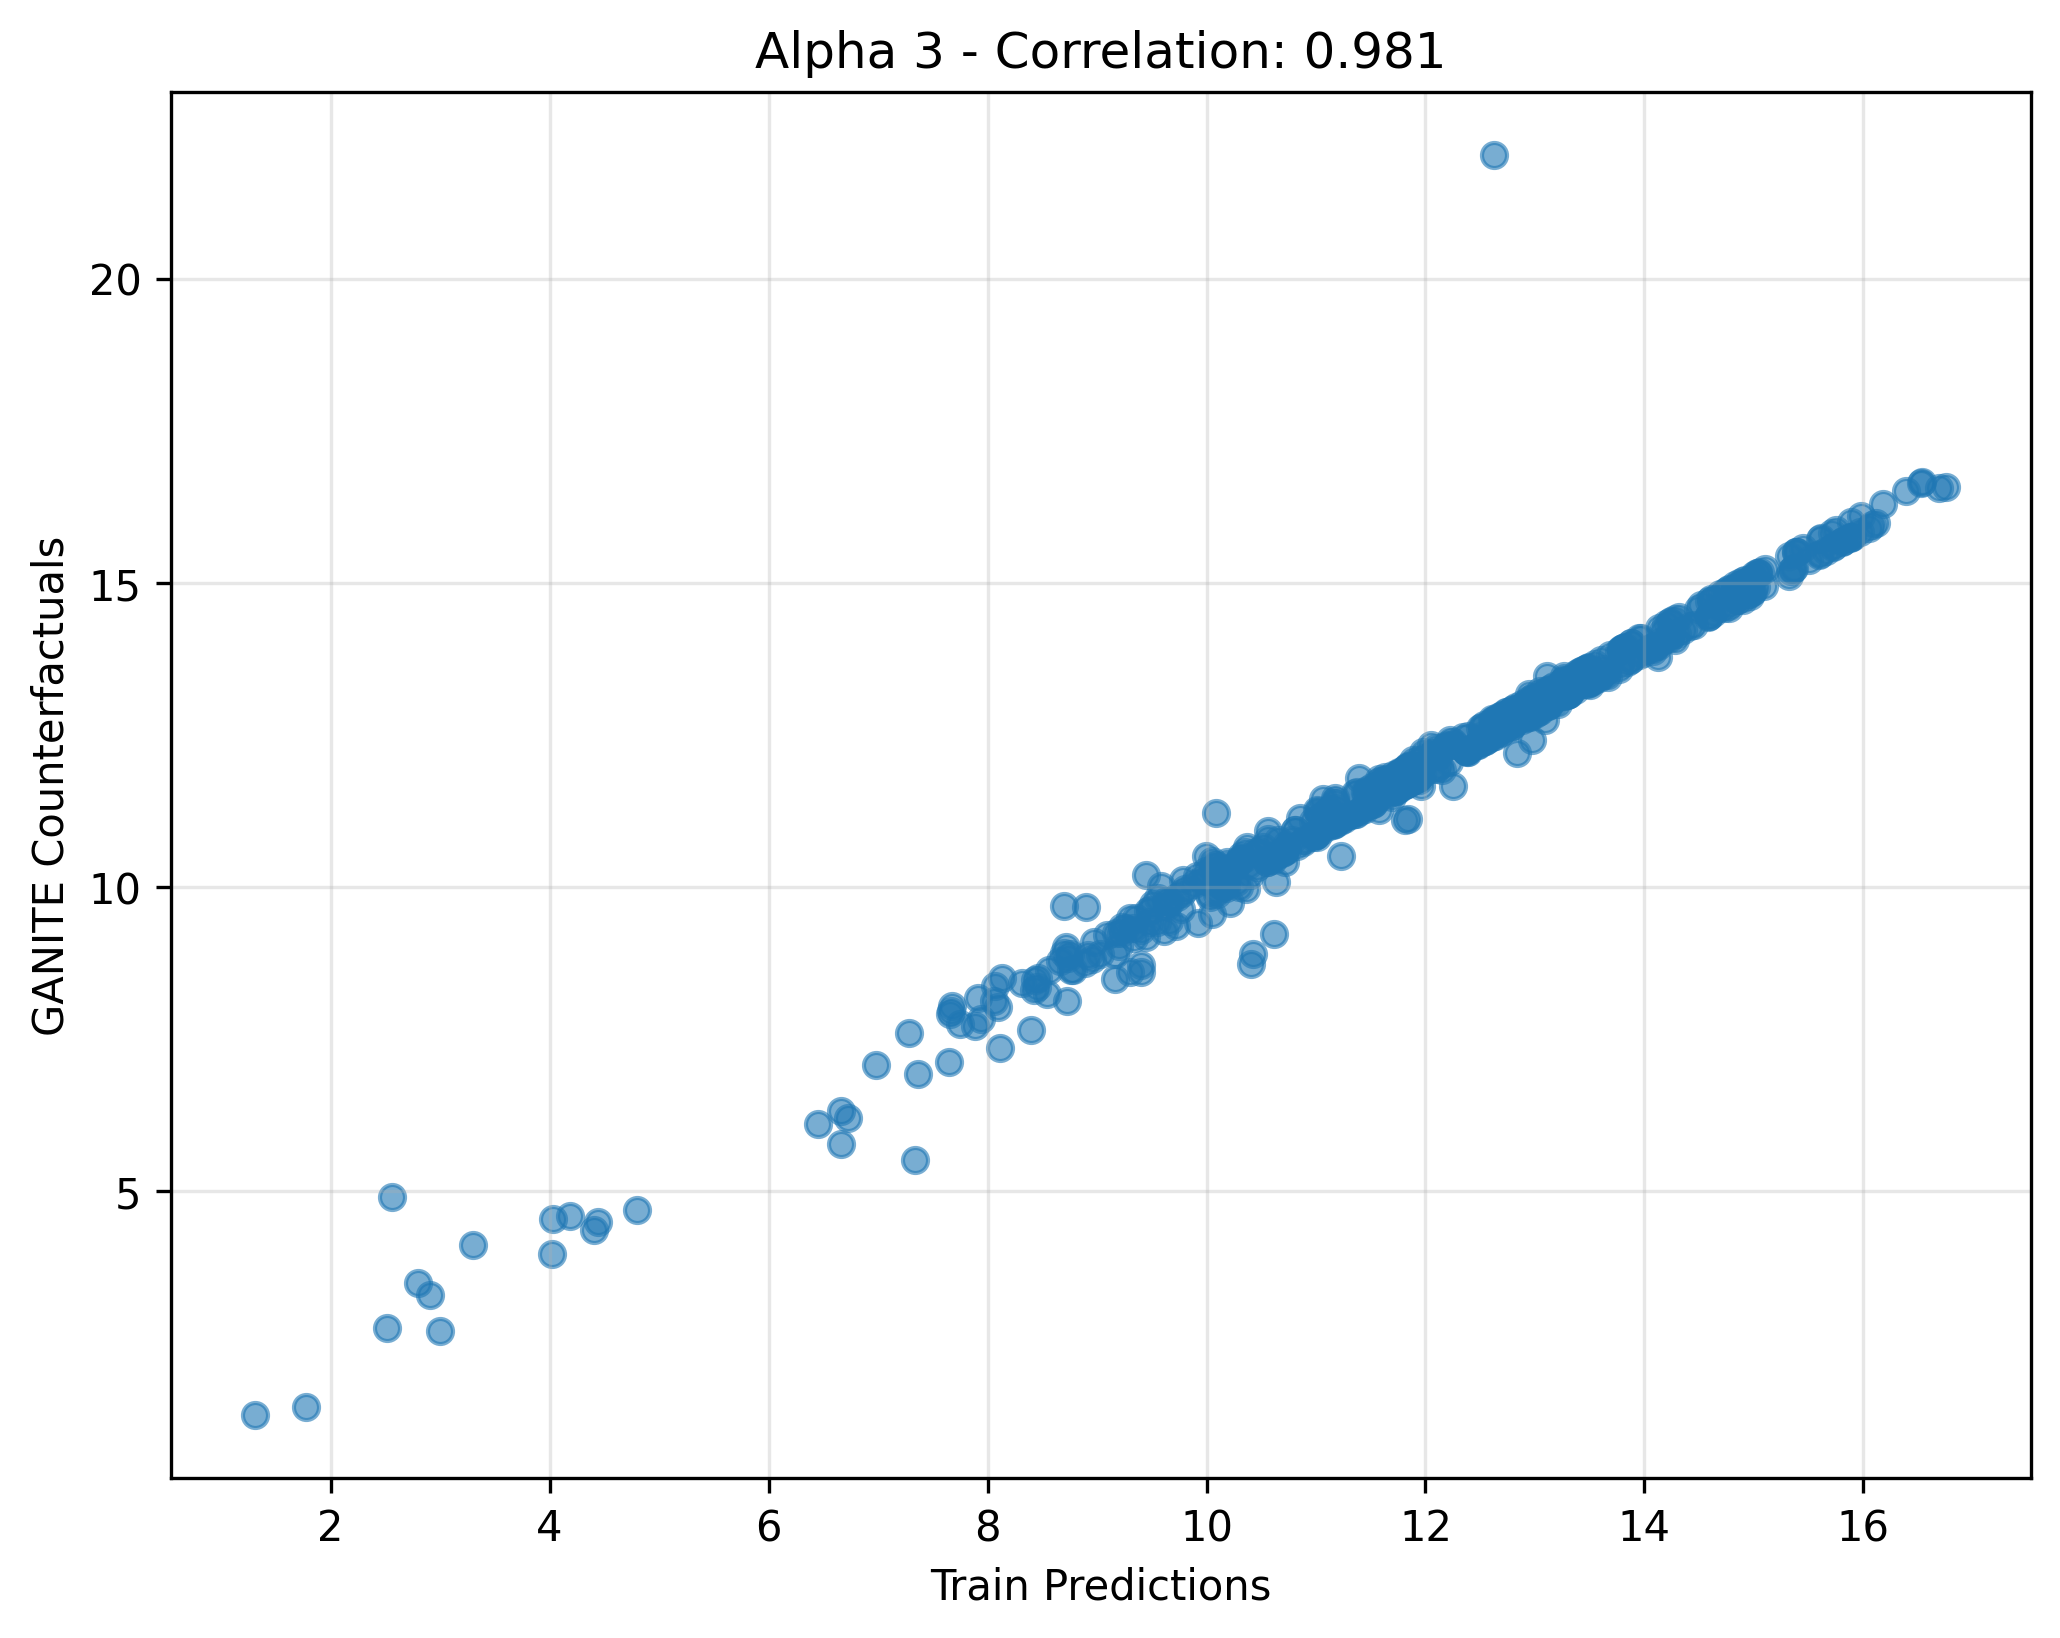 Alpha 3 - Correlation: 0.981
GANITE Counterfactuals
20
15
10
5
2 4 6 8 10 12 14 16
Train Predictions